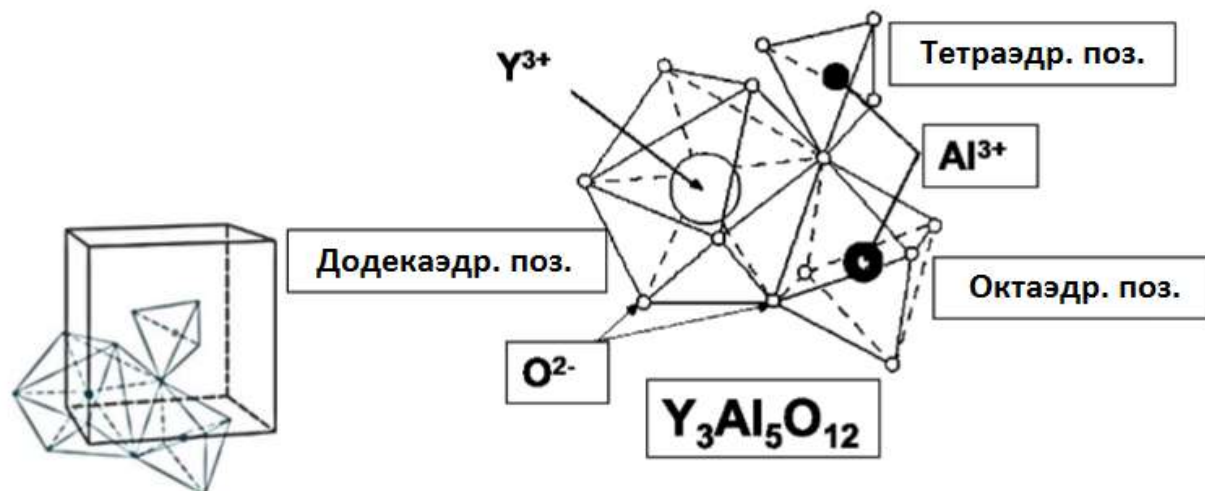 Y³⁺
Тетраэдр. поз.
Al³⁺
Додекаэдр. поз.
Октаэдр. поз.
O²⁻
Y₃Al₅O₁₂